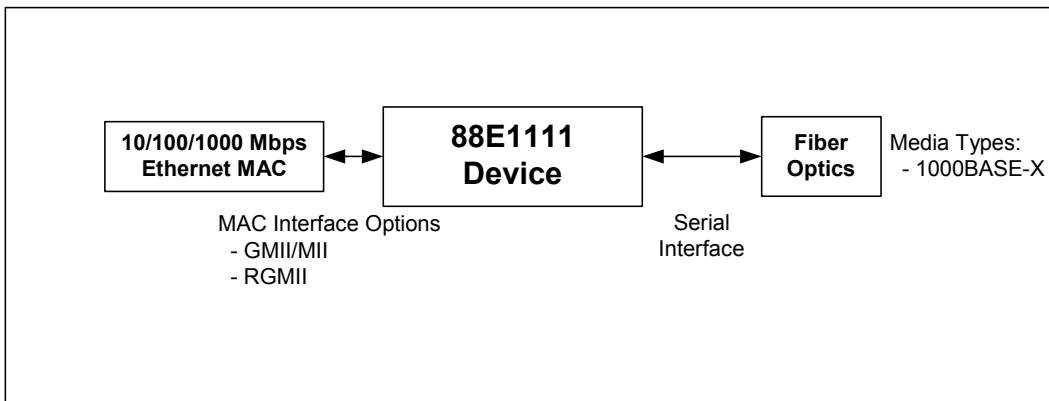 10/100/1000 Mbps
Ethernet MAC
88E1111
Device
Fiber
Optics
Media Types:
- 1000BASE-X
MAC Interface Options
- GMII/MII
- RGMII
Serial
Interface